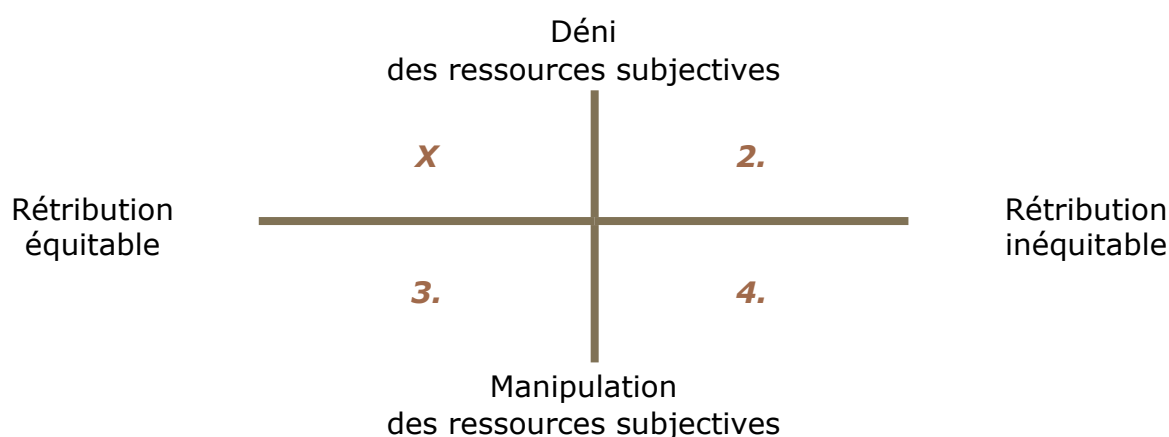 Déni
des ressources subjectives
X
2.
Rétribution
équitable
Rétribution
inéquitable
3.
4.
Manipulation
des ressources subjectives